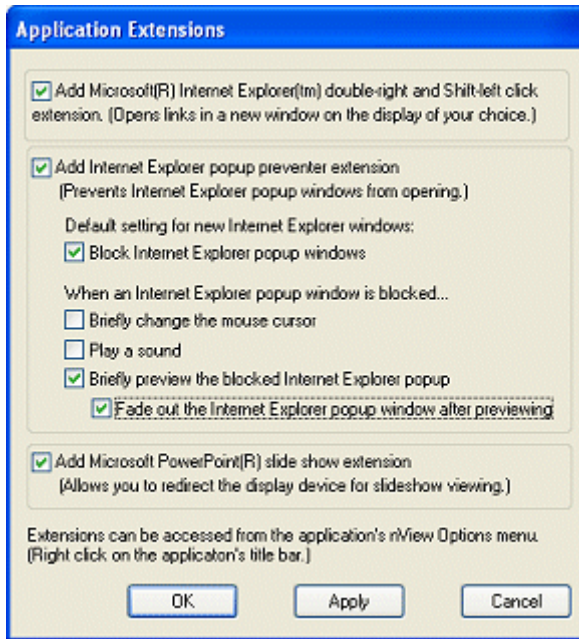 Application Extensions
Add Microsoft(R) Internet Explorer(tm) double-right and Shift-left click
extension. (Opens links in a new window on the display of your choice.)
Add Internet Explorer popup preventer extension
(Prevents Internet Explorer popup windows from opening.)
Default setting for new Internet Explorer windows:
Block Internet Explorer popup windows
When an Internet Explorer popup window is blocked...
Briefly change the mouse cursor
Play a sound
Briefly preview the blocked Internet Explorer popup
Fade out the Internet Explorer popup window after previewing
Add Microsoft PowerPoint(R) slide show extension
(Allows you to redirect the display device for slideshow viewing.)
Extensions can be accessed from the application's nView Options menu.
(Right click on the applicaton's title bar.)
OK Apply Cancel